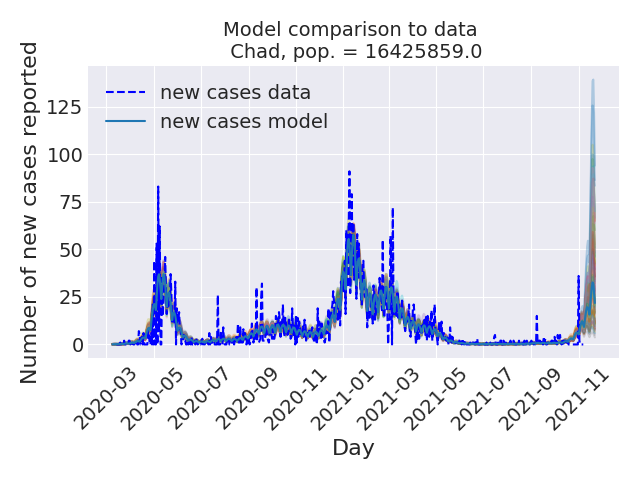 Model comparison to data
Chad, pop. = 16425859.0
Number of new cases reported
125
100
75
50
25
0
new cases data
new cases model
2020-03
2020-05
2020-07
2020-09
2020-11
2021-01
2021-03
2021-05
2021-07
2021-09
2021-11
Day